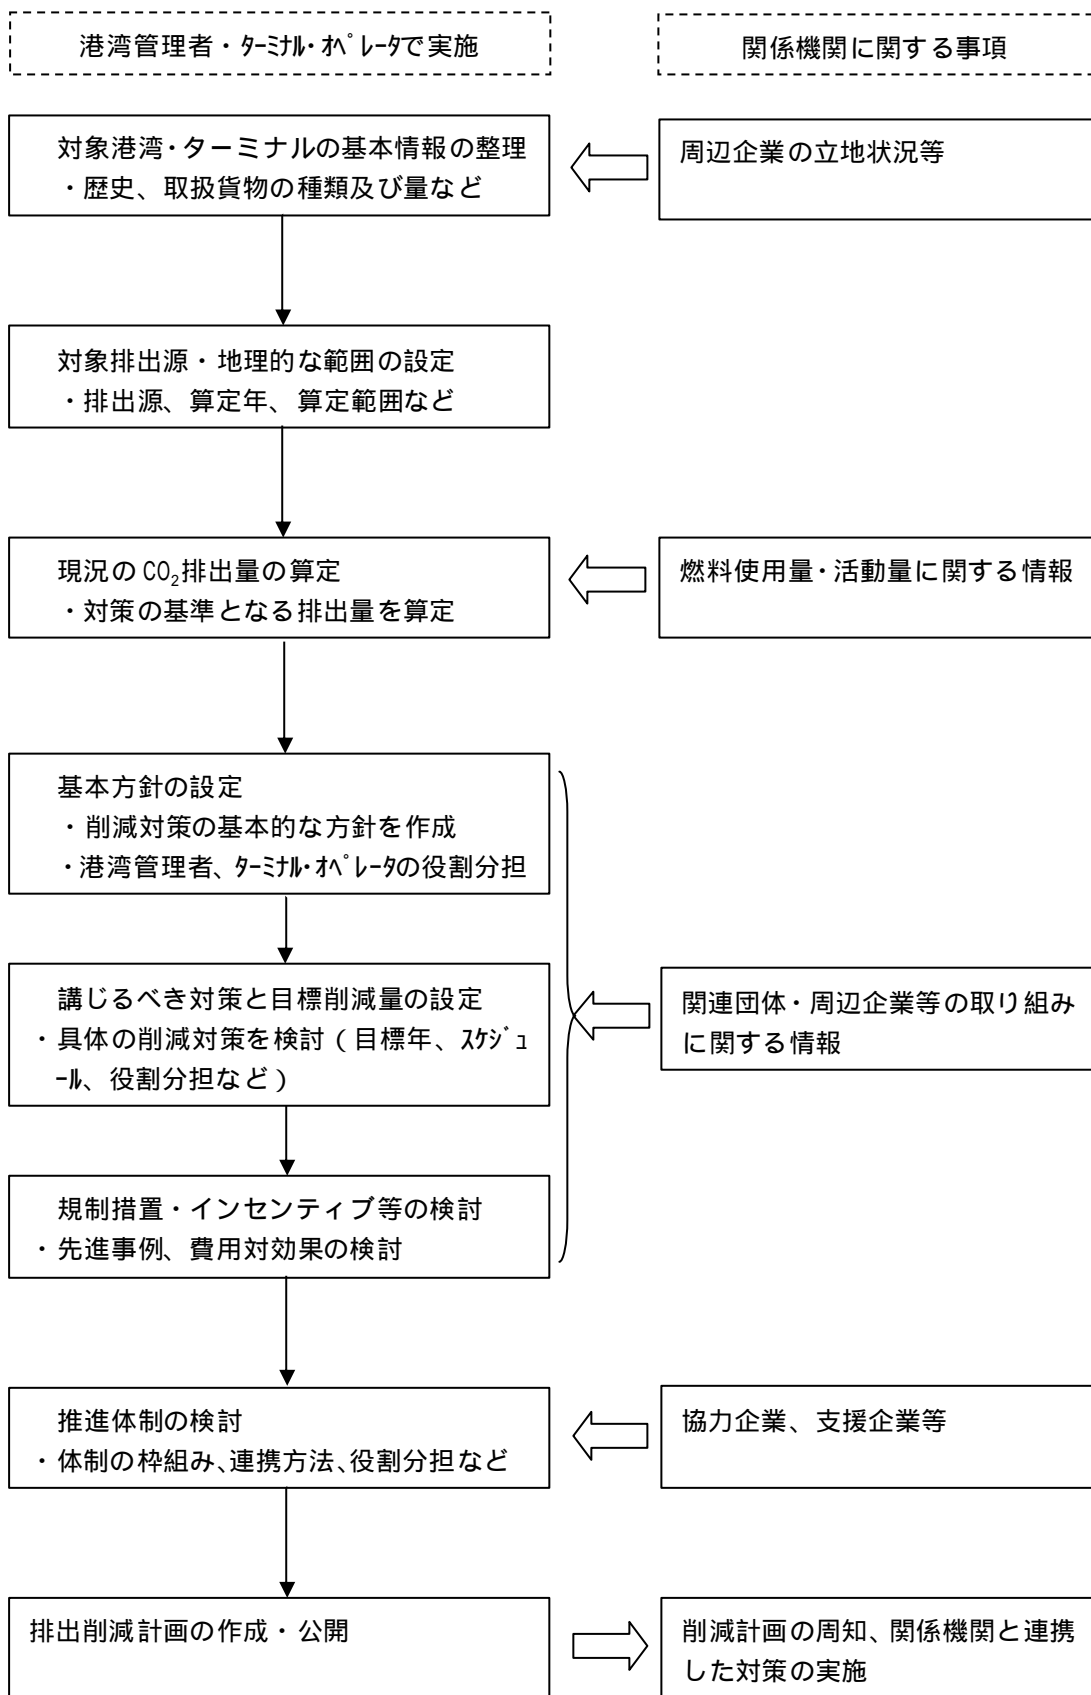 港湾管理者・ﾀｰﾐﾅﾙ・ｵﾍﾟﾚｰﾀで実施
関係機関に関する事項
対象港湾・ターミナルの基本情報の整理
・歴史、取扱貨物の種類及び量など
周辺企業の立地状況等
対象排出源・地理的な範囲の設定
・排出源、算定年、算定範囲など
現況の CO₂排出量の算定
・対策の基準となる排出量を算定
燃料使用量・活動量に関する情報
基本方針の設定
・削減対策の基本的な方針を作成
・港湾管理者、ﾀｰﾐﾅﾙ・ｵﾍﾟﾚｰﾀの役割分担
講じるべき対策と目標削減量の設定
・具体の削減対策を検討（目標年、ｽｹｼﾞｭ
ｰﾙ、役割分担など）
関連団体・周辺企業等の取り組み
に関する情報
規制措置・インセンティブ等の検討
・先進事例、費用対効果の検討
推進体制の検討
・体制の枠組み、連携方法、役割分担など
協力企業、支援企業等
排出削減計画の作成・公開
削減計画の周知、関係機関と連携
した対策の実施